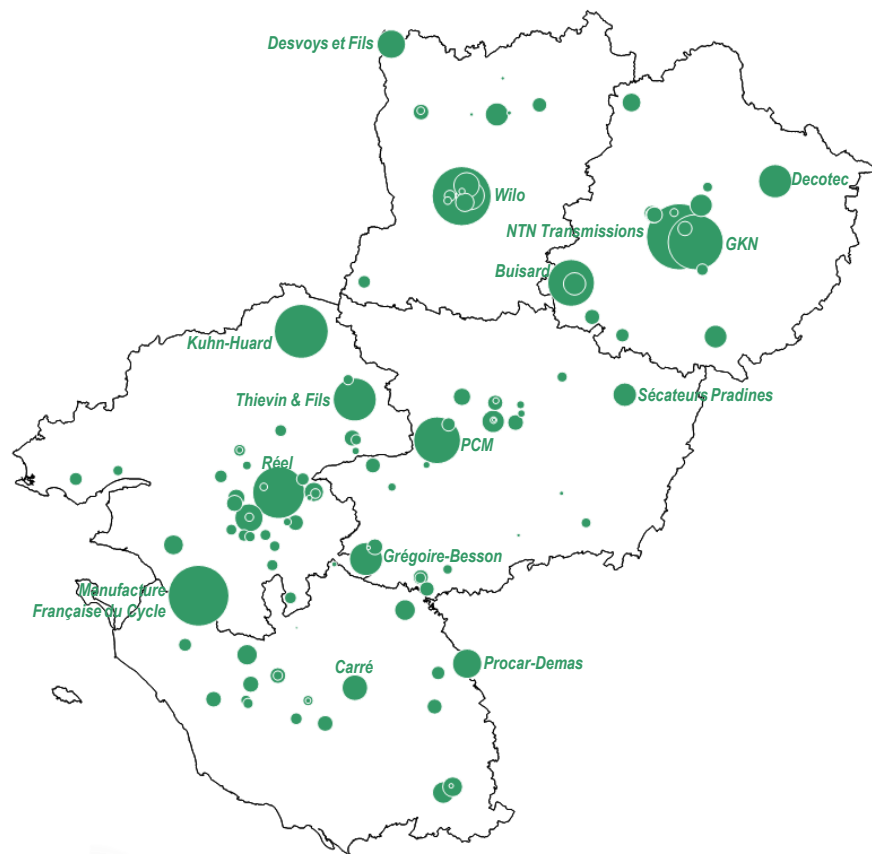 Desvoys et Fils
Decotec
Wilo
NTN Transmissions
GKN
Buisard
Kuhn-Huard
Thievin & Fils
Sécateurs Pradines
PCM
Réel
Grégoire-Besson
Manufacture
Française du Cycle
Procar-Demas
Carré